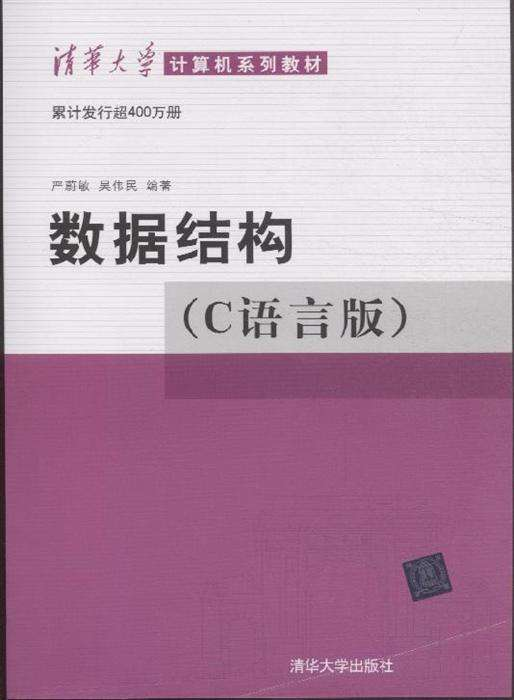 清华大学 计算机系列教材
累计发行超400万册
严蔚敏 吴伟民 编著
数据结构
（C语言版）
清华大学出版社